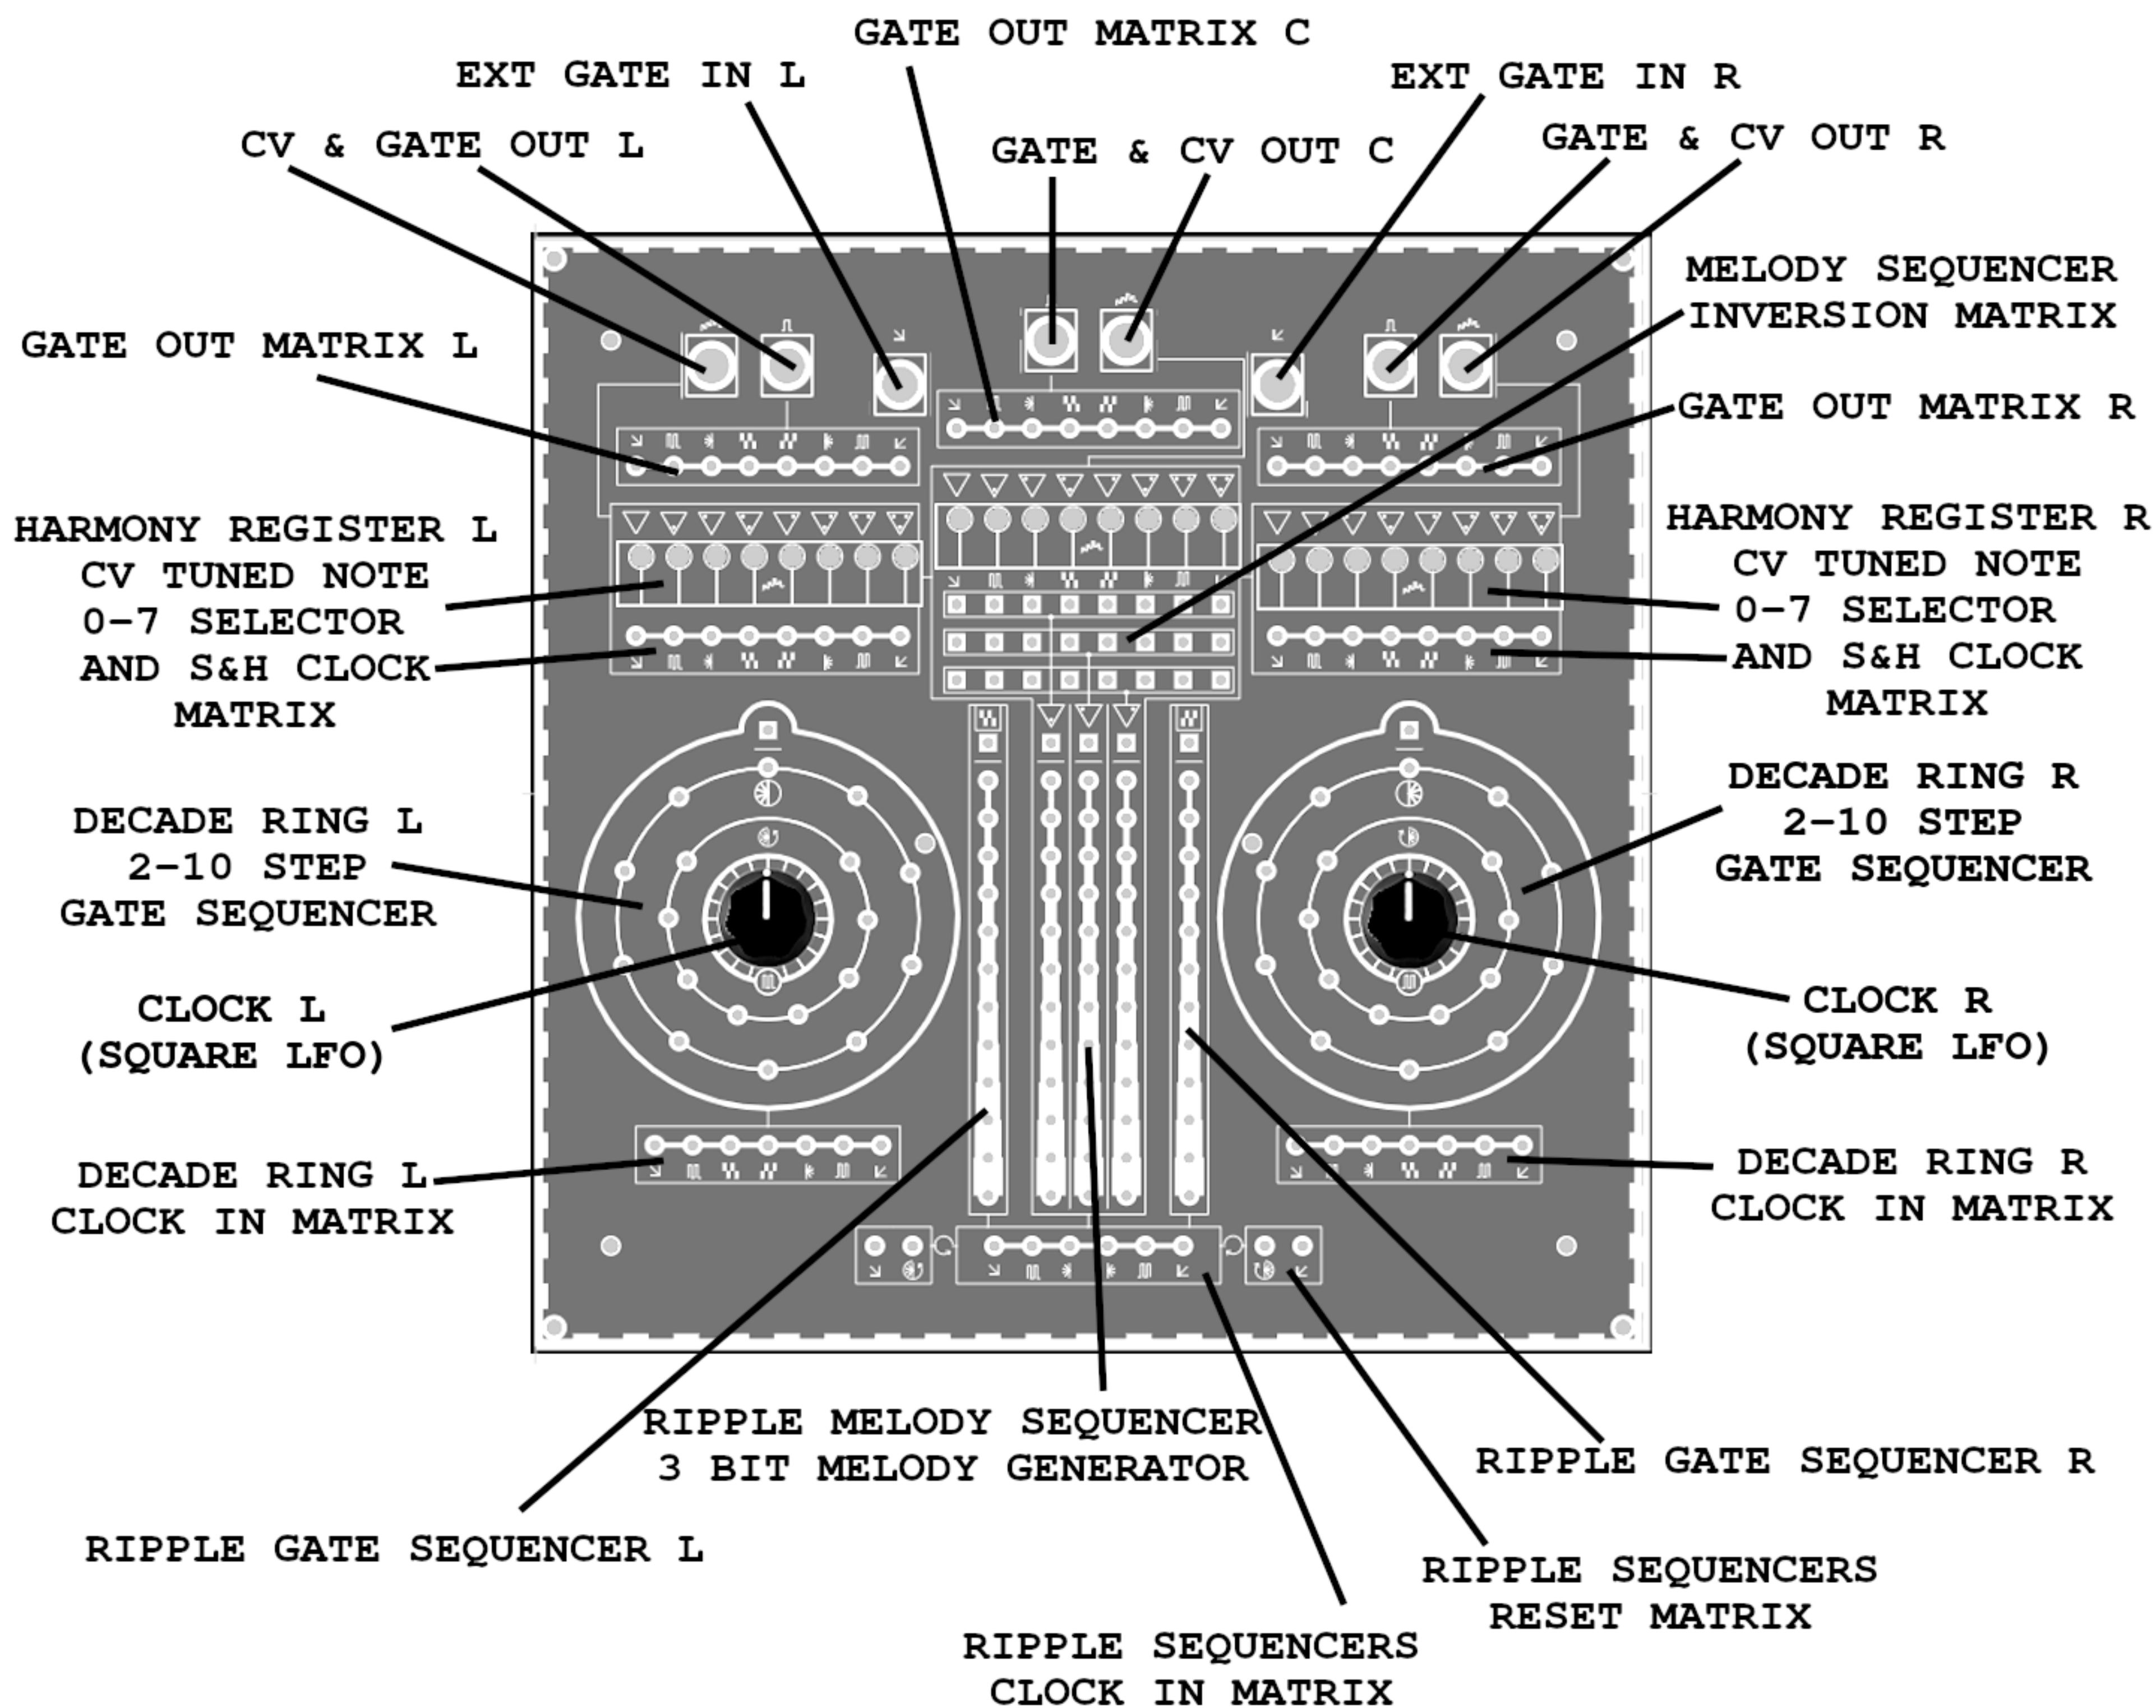 GATE OUT MATRIX C
EXT GATE IN L
EXT GATE IN R
CV & GATE OUT L
GATE & CV OUT C
GATE & CV OUT R
MELODY SEQUENCER
INVERSION MATRIX
GATE OUT MATRIX L
GATE OUT MATRIX R
HARMONY REGISTER L
CV TUNED NOTE
0-7 SELECTOR
AND S&H CLOCK
MATRIX
HARMONY REGISTER R
CV TUNED NOTE
0-7 SELECTOR
AND S&H CLOCK
MATRIX
DECADE RING L
2-10 STEP
GATE SEQUENCER
DECADE RING R
2-10 STEP
GATE SEQUENCER
CLOCK L
(SQUARE LFO)
CLOCK R
(SQUARE LFO)
DECADE RING L
CLOCK IN MATRIX
DECADE RING R
CLOCK IN MATRIX
RIPPLE MELODY SEQUENCER
3 BIT MELODY GENERATOR
RIPPLE GATE SEQUENCER R
RIPPLE GATE SEQUENCER L
RIPPLE SEQUENCERS
RESET MATRIX
RIPPLE SEQUENCERS
CLOCK IN MATRIX